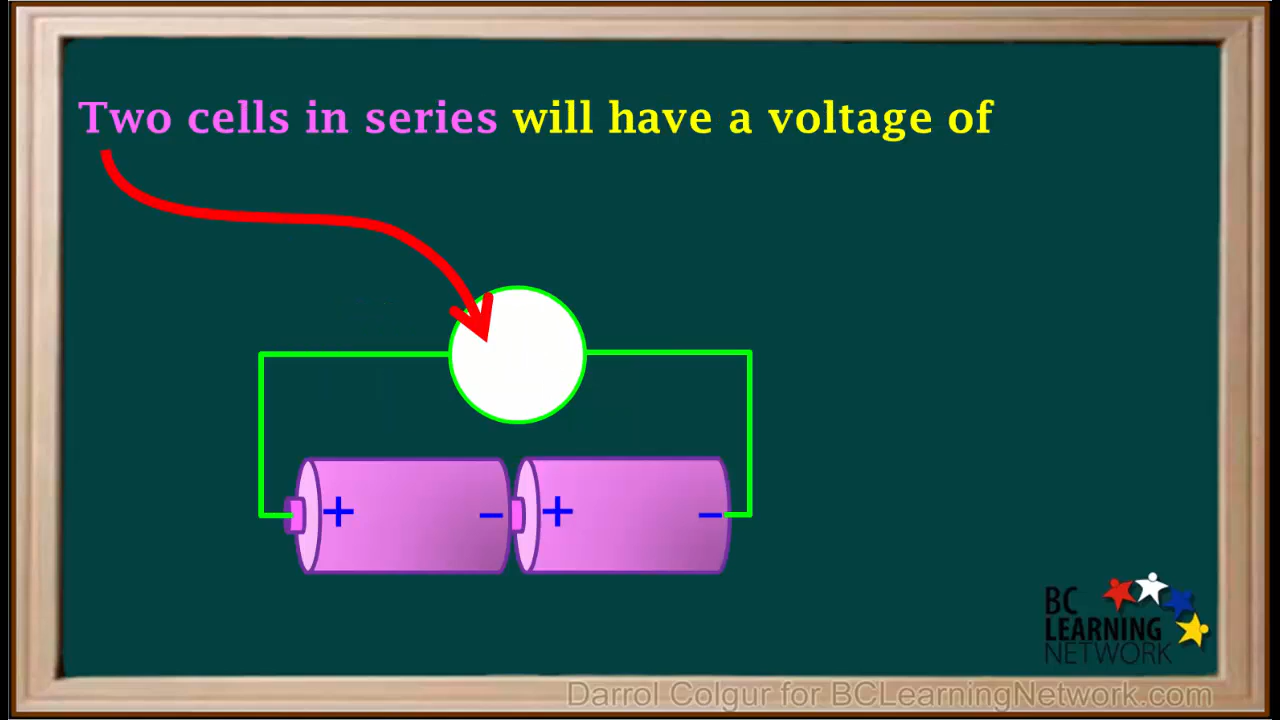 Two cells in series will have a voltage of
+ − + −
BC
LEARNING
NETWORK
Darrol Colgur for BCLearningNetwork.com